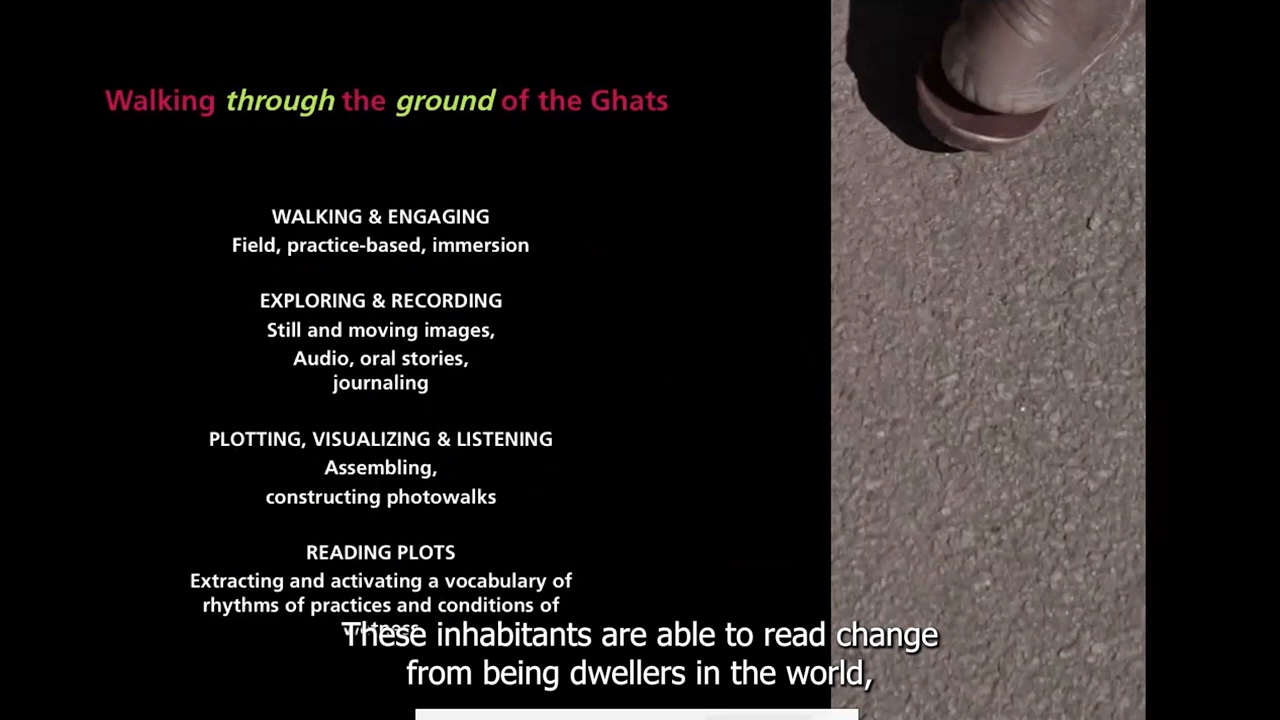 Walking through the ground of the Ghats
WALKING & ENGAGING
Field, practice-based, immersion
EXPLORING & RECORDING
Still and moving images,
Audio, oral stories,
journaling
PLOTTING, VISUALIZING & LISTENING
Assembling,
constructing photowalks
READING PLOTS
Extracting and activating a vocabulary of
rhythms of practices and conditions of
These inhabitants are able to read change
from being dwellers in the world,